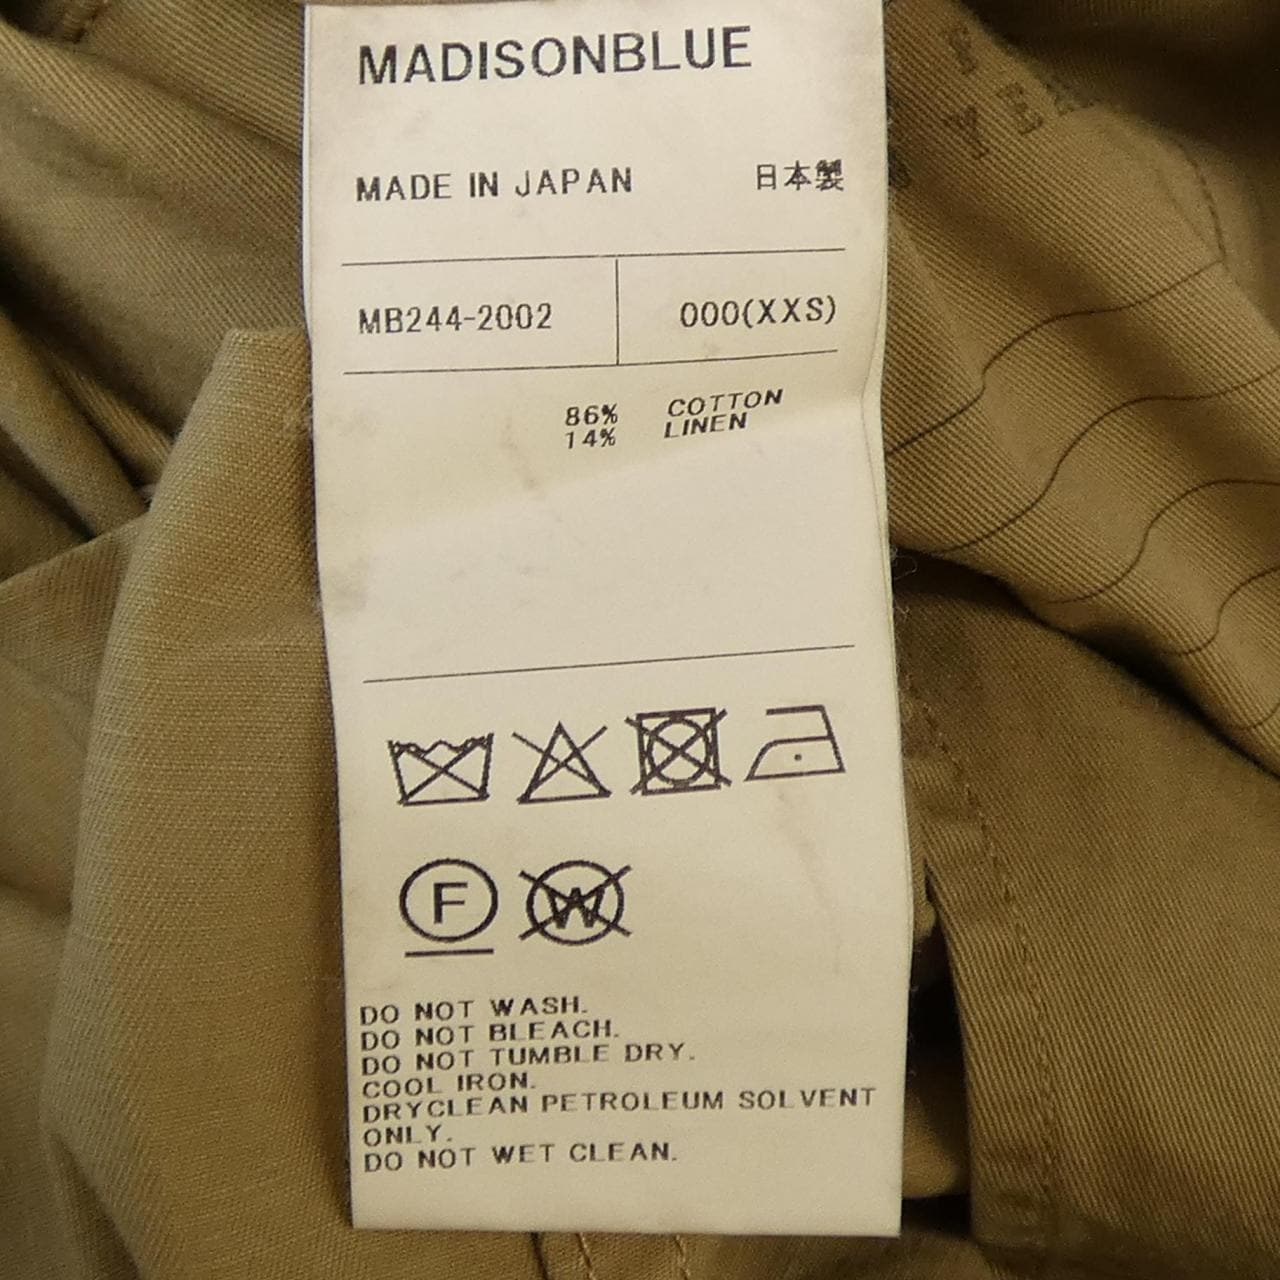 MADISONBLUE
MADE IN JAPAN 日本製
MB244-2002 000(XXS)
86% COTTON
14% LINEN
F W
DO NOT WASH.
DO NOT BLEACH.
DO NOT TUMBLE DRY.
COOL IRON.
DRYCLEAN PETROLEUM SOLVENT
ONLY.
DO NOT WET CLEAN.